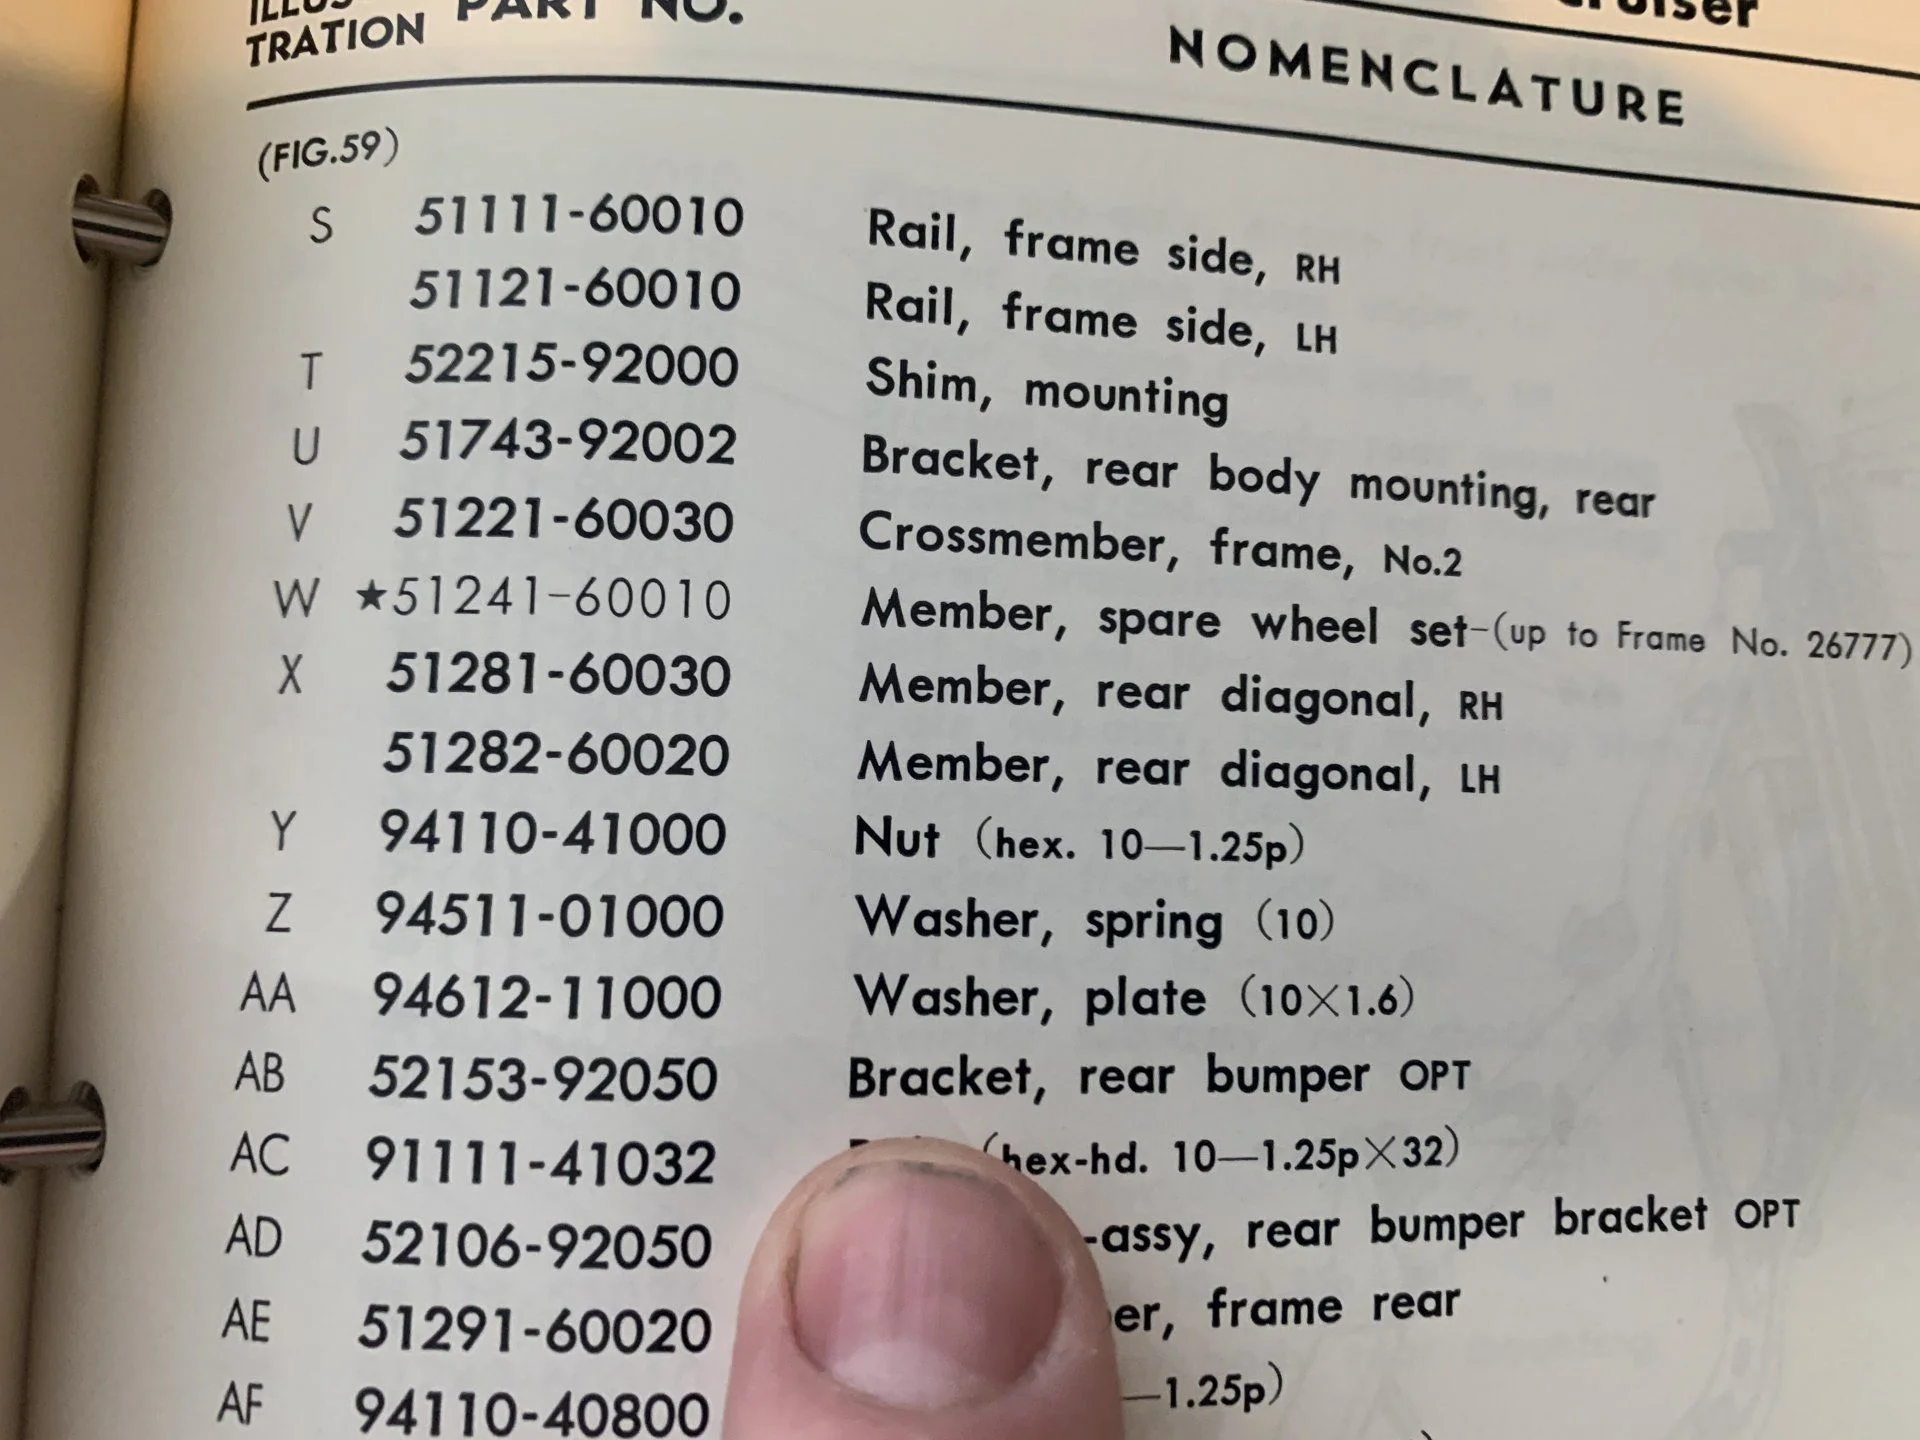 TRATION PART NO.
NOMENCLATURE
(FIG.59)
S 51111-60010 Rail, frame side, RH
51121-60010 Rail, frame side, LH
T 52215-92000 Shim, mounting
U 51743-92002 Bracket, rear body mounting, rear
V 51221-60030 Crossmember, frame, No.2
W ★51241-60010 Member, spare wheel set-(up to Frame No. 26777)
X 51281-60030 Member, rear diagonal, RH
51282-60020 Member, rear diagonal, LH
Y 94110-41000 Nut (hex. 10—1.25p)
Z 94511-01000 Washer, spring (10)
AA 94612-11000 Washer, plate (10×1.6)
AB 52153-92050 Bracket, rear bumper OPT
AC 91111-41032 (hex-hd. 10—1.25p×32)
AD 52106-92050 -assy, rear bumper bracket OPT
AE 51291-60020 er, frame rear
AF 94110-40800 —1.25p)